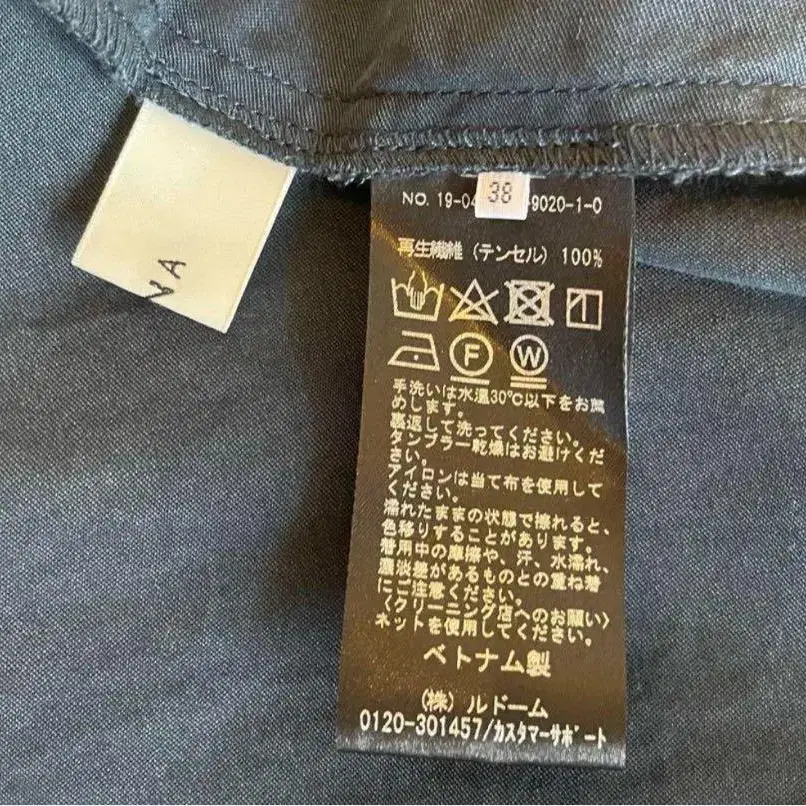 38
NO. 19-04 -9020-1-0
再生繊維 (テンセル) 100%
F W
手洗いは水温30℃以下をお薦
めします。
裏返して洗ってください。
タンブラー乾燥はお避けくだ
さい。
アイロンは当て布を使用して
ください。
濡れたままの状態で擦れると、
色移りすることがあります。
着用中の摩擦や、汗、水濡れ、
濃淡差があるものとの重ね着
にご注意ください。
〈クリーニング店へのお願い〉
ネットを使用してください。
ベトナム製
(株) ルドーム
0120-301457/カスタマーサポート